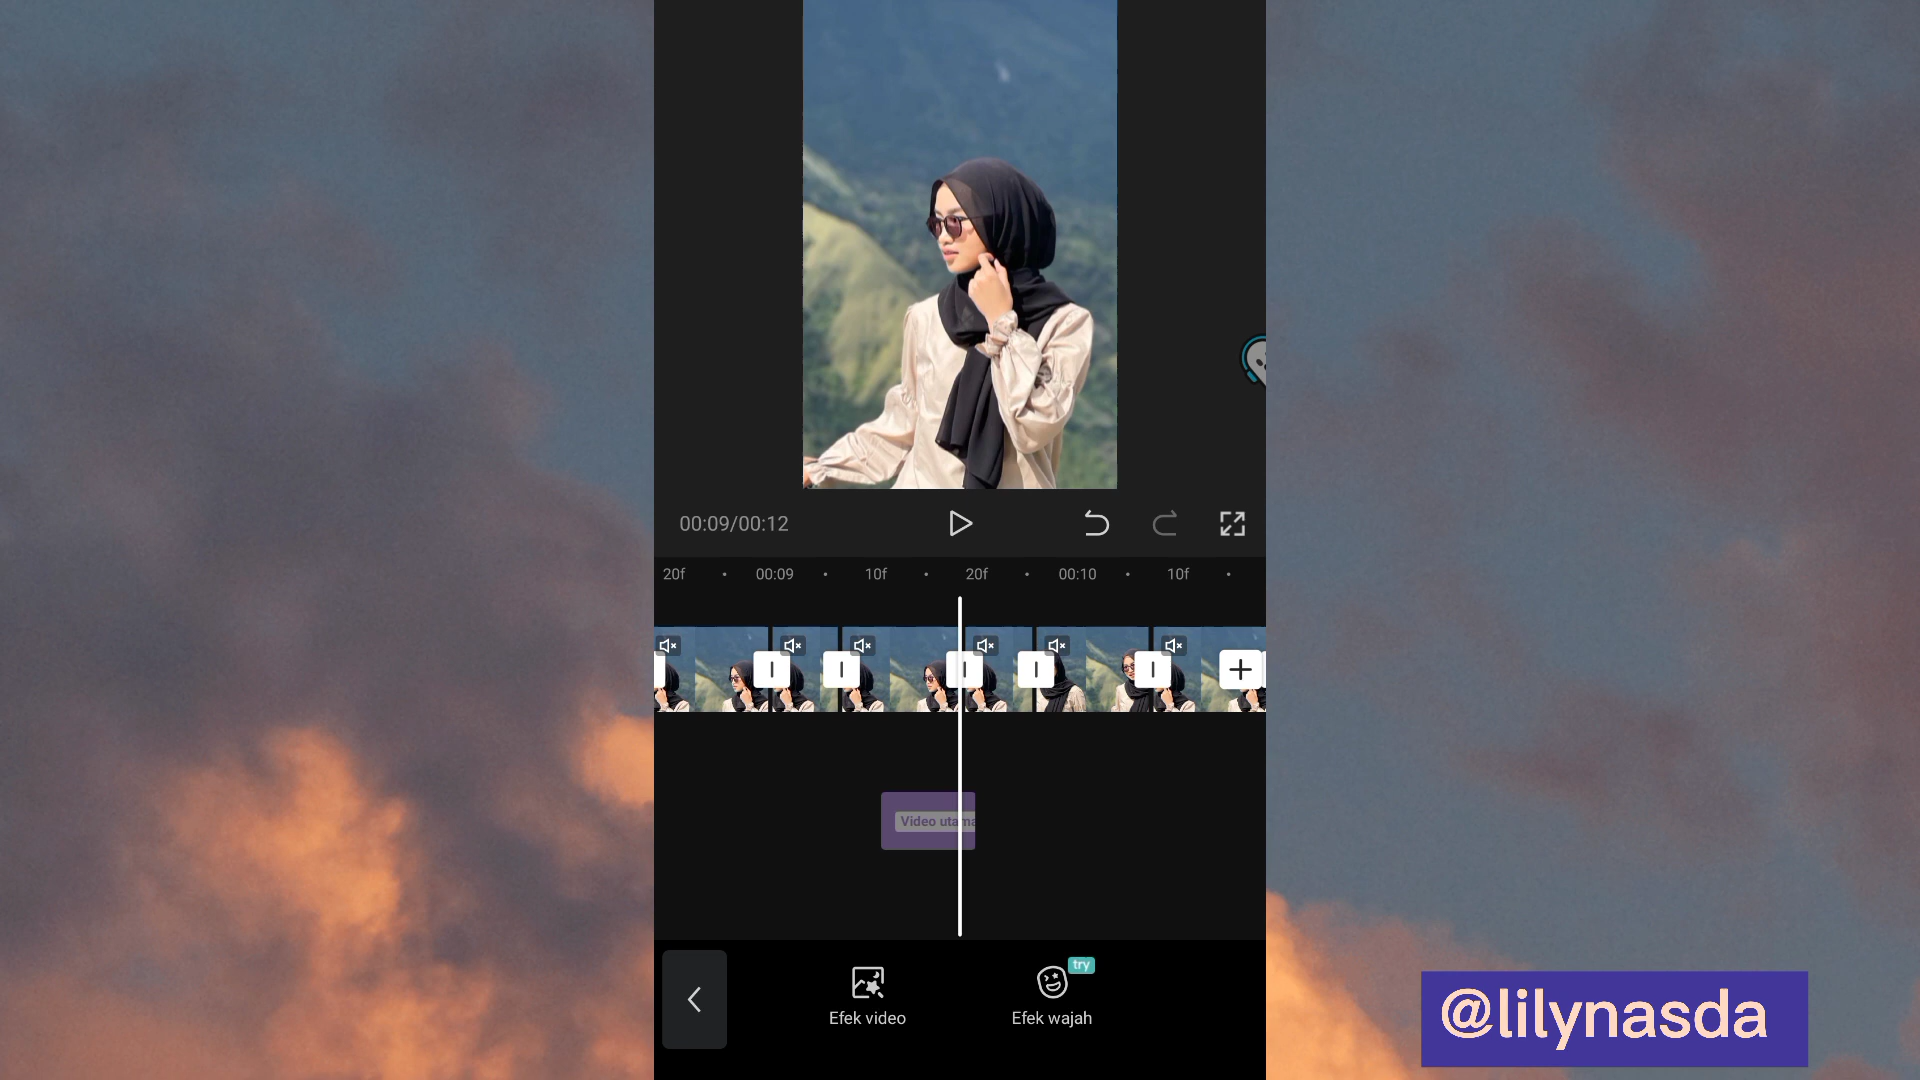 00:09/00:12
20f
00:09
10f
20f
00:10
10f
Video utama
try
Efek video
Efek wajah
@lilynasda